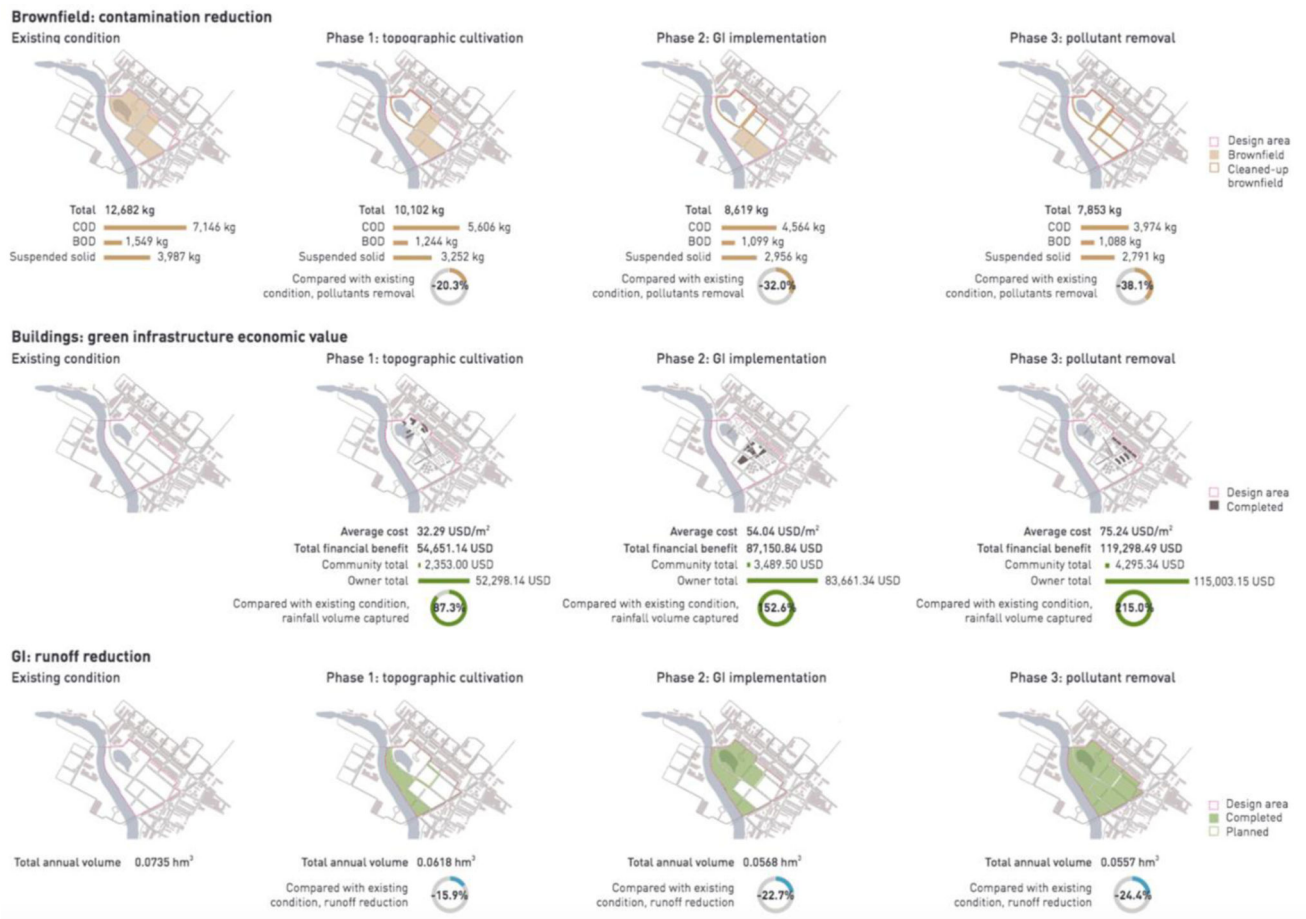 Brownfield: contamination reduction
Existing condition
Phase 1: topographic cultivation
Phase 2: GI implementation
Phase 3: pollutant removal
Design area
Brownfield
Cleaned-up
brownfield
Total 12,682 kg
COD 7,146 kg
BOD 1,549 kg
Suspended solid 3,987 kg
Total 10,102 kg
COD 5,606 kg
BOD 1,244 kg
Suspended solid 3,252 kg
Compared with existing
condition, pollutants removal
-20.3%
Total 8,619 kg
COD 4,564 kg
BOD 1,099 kg
Suspended solid 2,956 kg
Compared with existing
condition, pollutants removal
-32.0%
Total 7,853 kg
COD 3,974 kg
BOD 1,088 kg
Suspended solid 2,791 kg
Compared with existing
condition, pollutants removal
-38.1%
Buildings: green infrastructure economic value
Existing condition
Phase 1: topographic cultivation
Phase 2: GI implementation
Phase 3: pollutant removal
Design area
Completed
Average cost 32.29 USD/m²
Total financial benefit 54,651.14 USD
Community total 2,353.00 USD
Owner total 52,298.14 USD
Compared with existing condition,
rainfall volume captured
87.3%
Average cost 54.04 USD/m²
Total financial benefit 87,150.84 USD
Community total 3,489.50 USD
Owner total 83,661.34 USD
Compared with existing condition,
rainfall volume captured
152.6%
Average cost 75.24 USD/m²
Total financial benefit 119,298.49 USD
Community total 4,295.34 USD
Owner total 115,003.15 USD
Compared with existing condition,
rainfall volume captured
215.0%
GI: runoff reduction
Existing condition
Phase 1: topographic cultivation
Phase 2: GI implementation
Phase 3: pollutant removal
Design area
Completed
Planned
Total annual volume 0.0735 hm³
Total annual volume 0.0618 hm³
Compared with existing
condition, runoff reduction
-15.9%
Total annual volume 0.0568 hm³
Compared with existing
condition, runoff reduction
-22.7%
Total annual volume 0.0557 hm³
Compared with existing
condition, runoff reduction
-24.4%